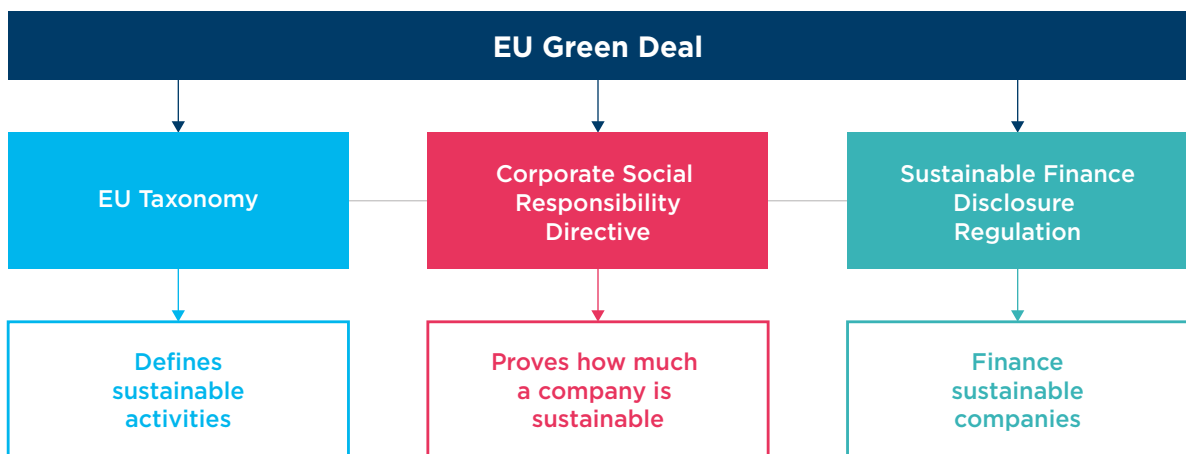 EU Green Deal
EU Taxonomy
Corporate Social
Responsibility
Directive
Sustainable Finance
Disclosure
Regulation
Defines
sustainable
activities
Proves how much
a company is
sustainable
Finance
sustainable
companies